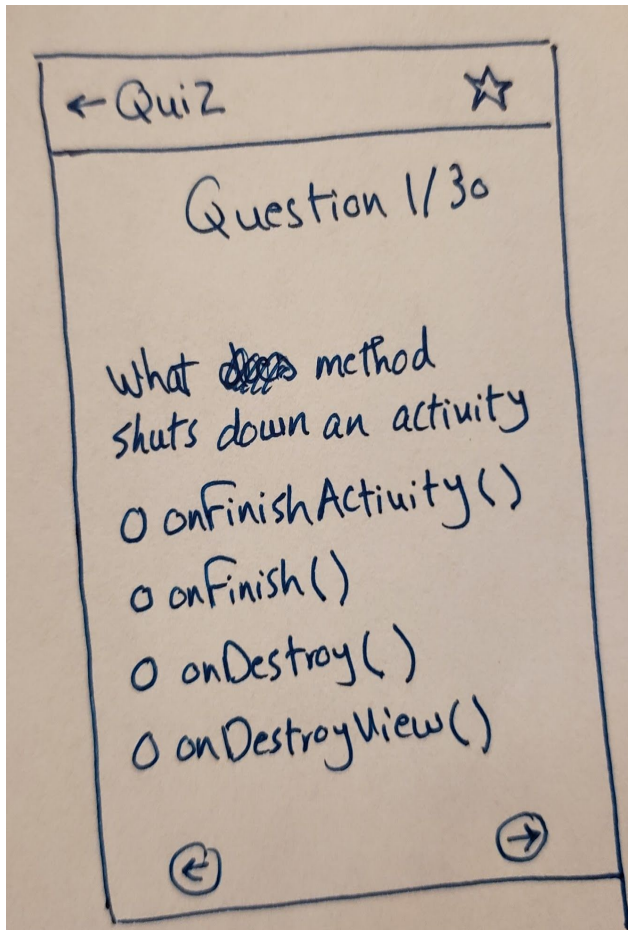 ← Quiz ☆
Question 1/30
What method
shuts down an activity
O onFinishActivity()
O onFinish()
O onDestroy()
O onDestroyView()
← →